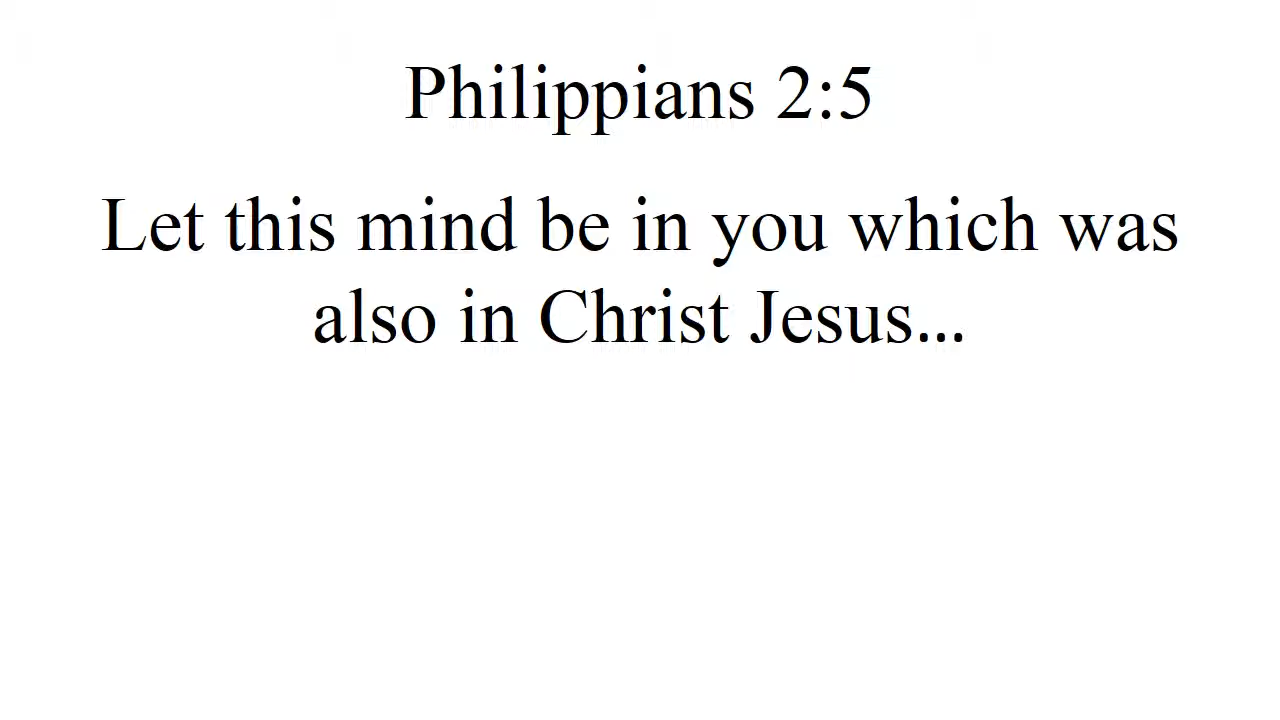 Philippians 2:5
Let this mind be in you which was
also in Christ Jesus...